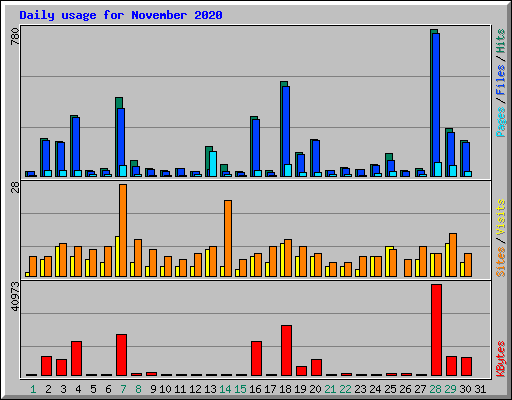 Daily usage for November 2020
780
Pages / Files / Hits
28
Sites / Visits
40973
KBytes
1 2 3 4 5 6 7 8 9 10 11 12 13 14 15 16 17 18 19 20 21 22 23 24 25 26 27 28 29 30 31